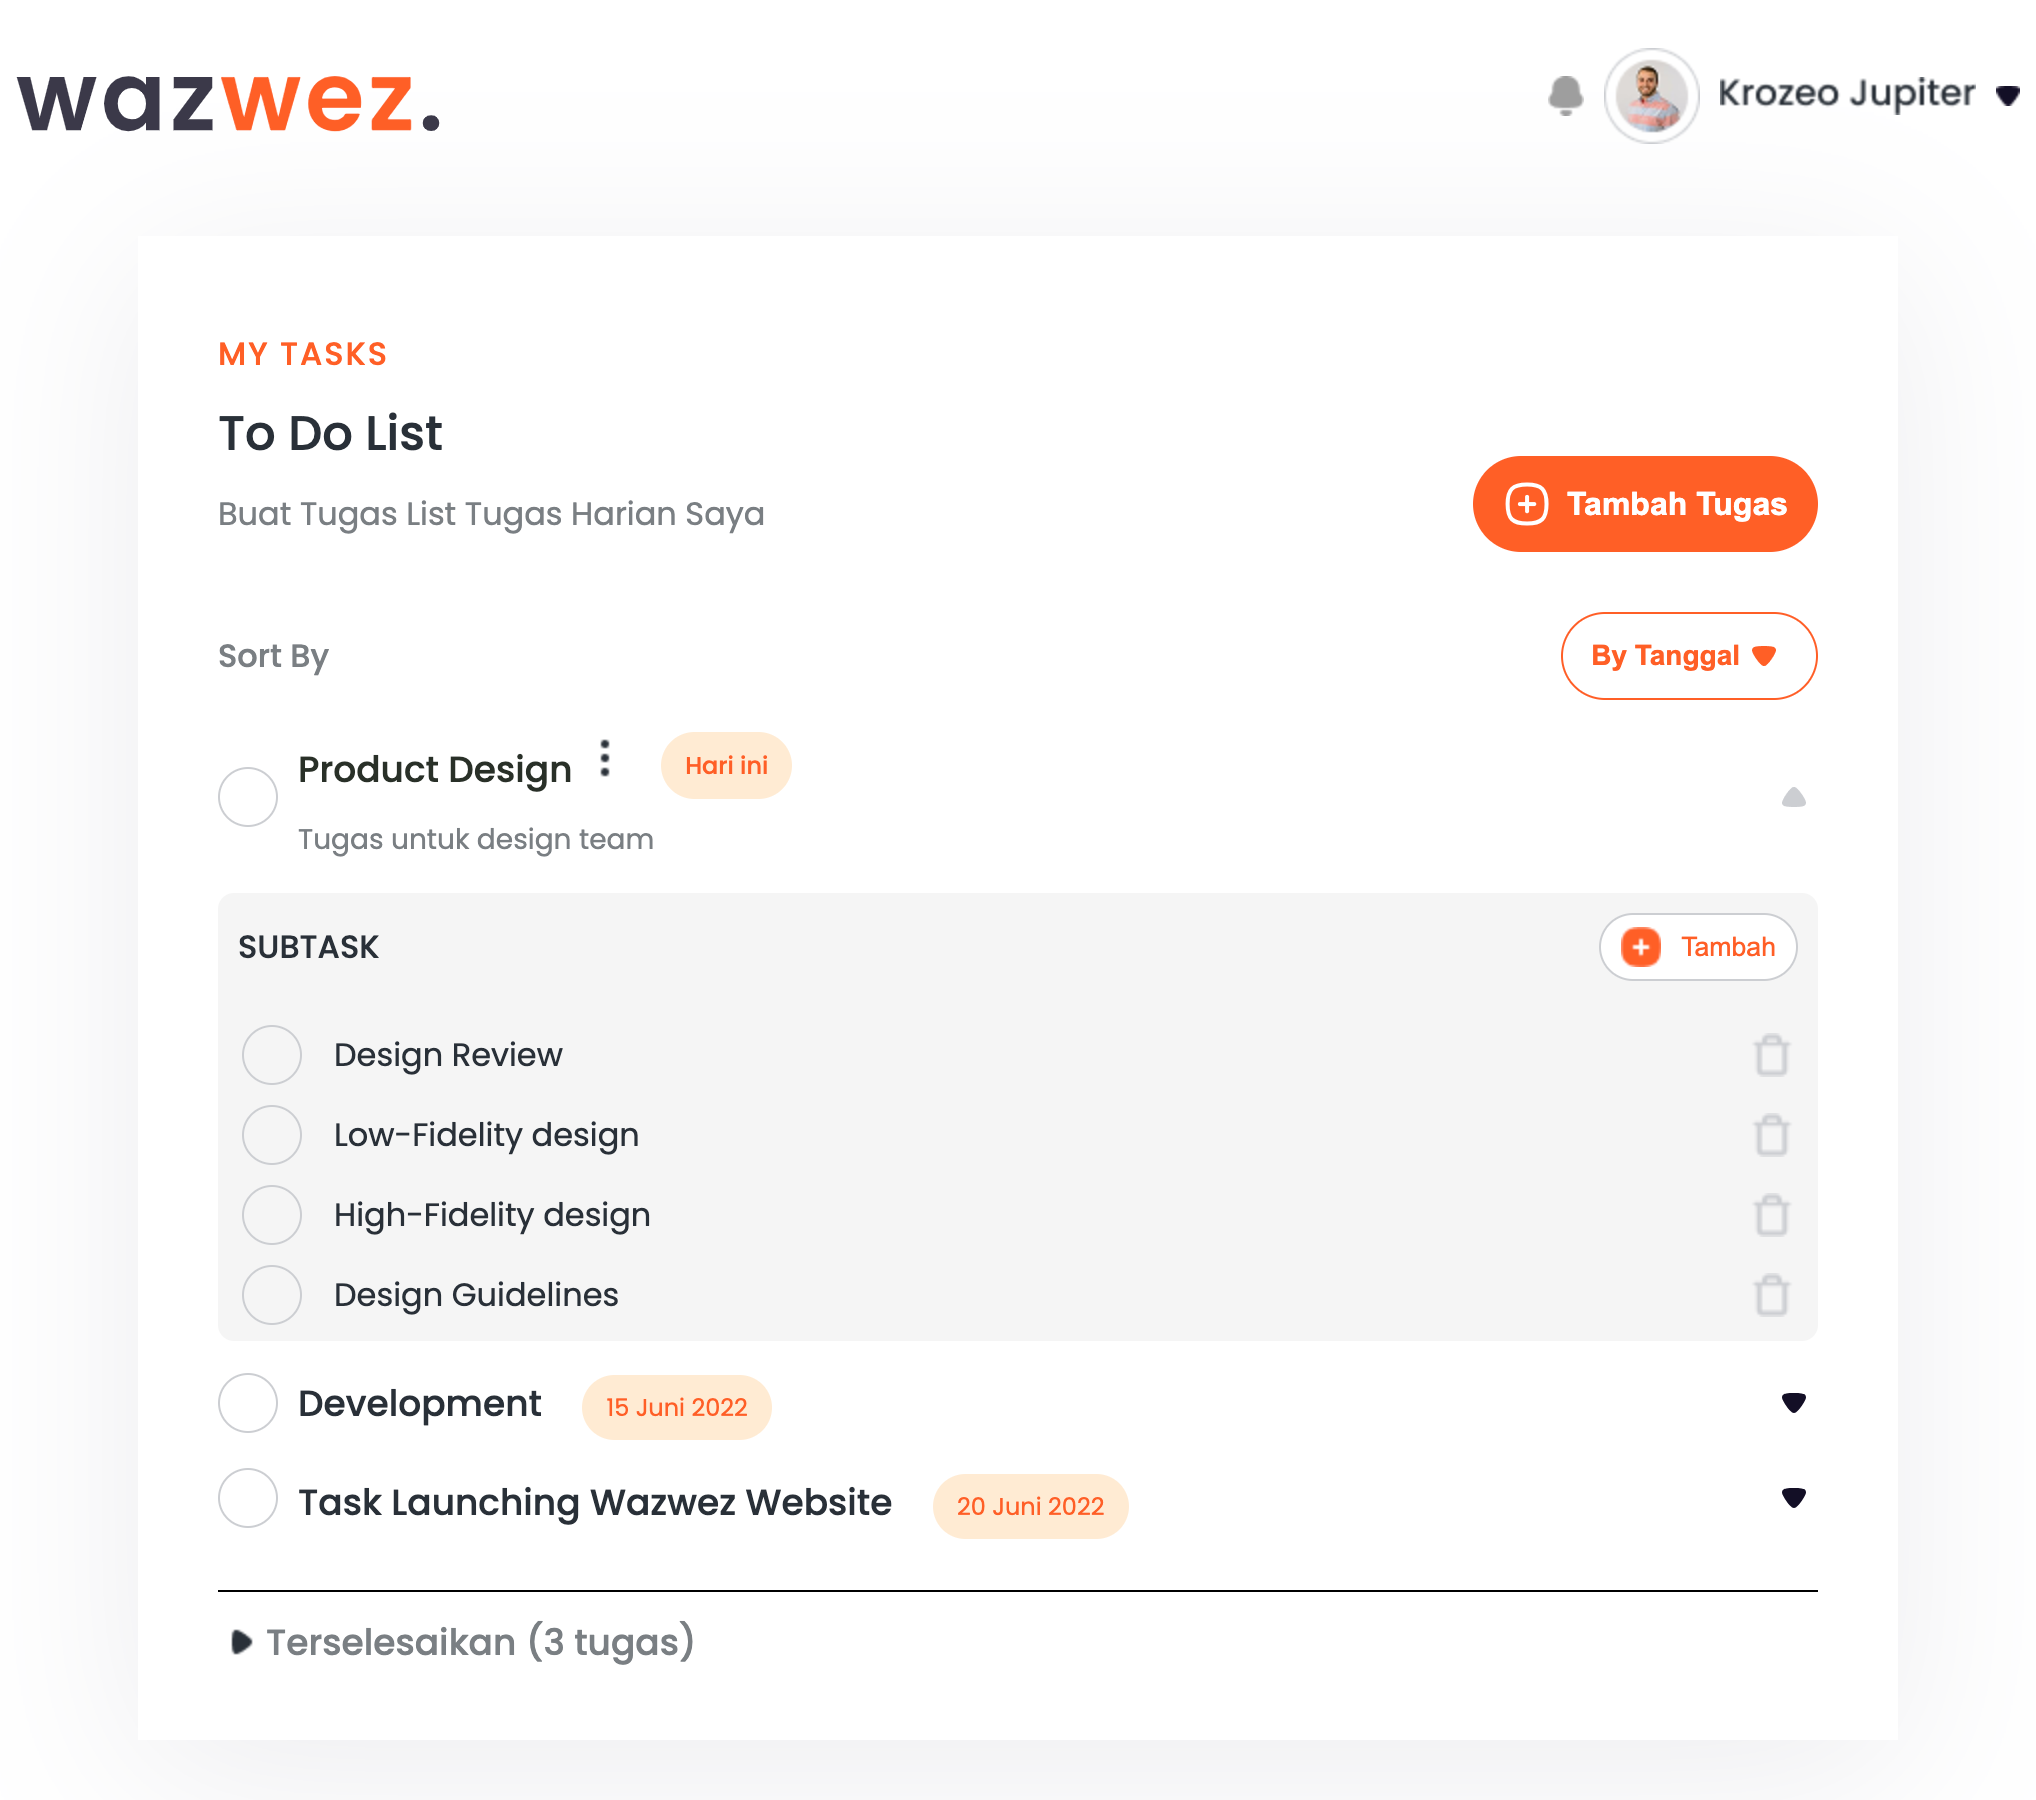 wazwez.
Krozeo Jupiter
MY TASKS
To Do List
Buat Tugas List Tugas Harian Saya
Tambah Tugas
Sort By
By Tanggal
Product Design
Hari ini
Tugas untuk design team
SUBTASK
Tambah
Design Review
Low-Fidelity design
High-Fidelity design
Design Guidelines
Development
15 Juni 2022
Task Launching Wazwez Website
20 Juni 2022
Terselesaikan (3 tugas)